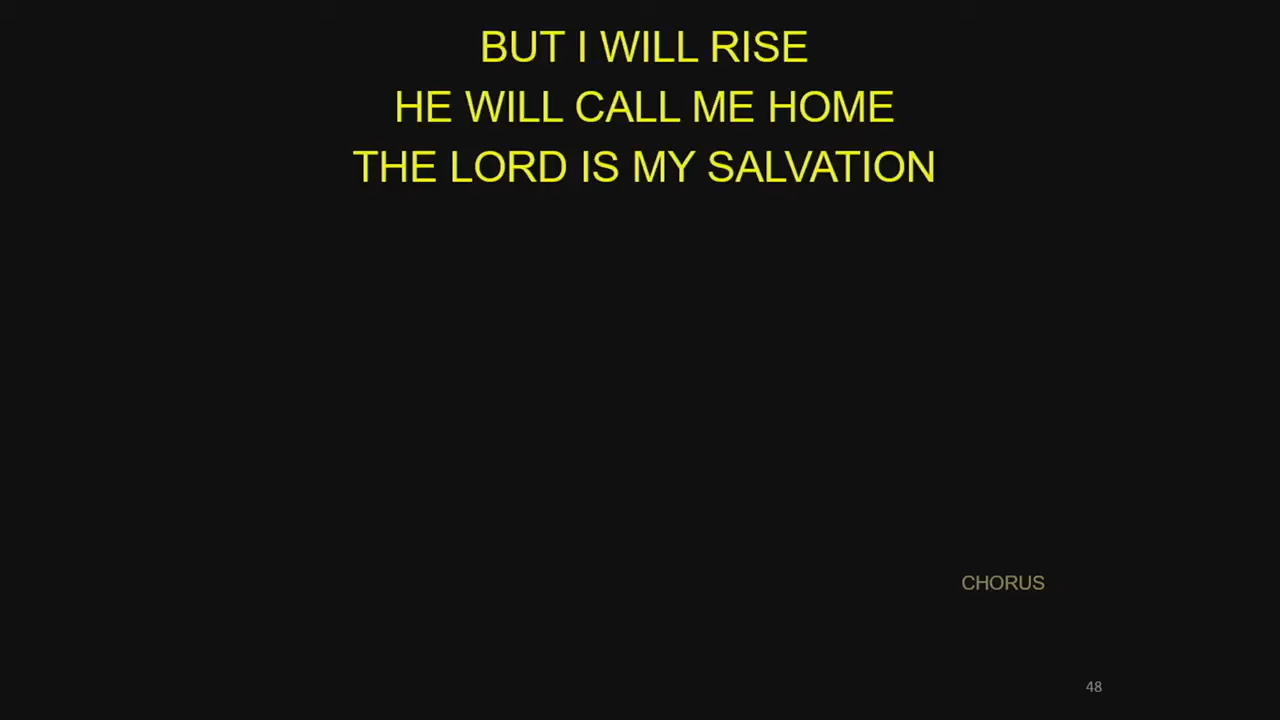 BUT I WILL RISE
HE WILL CALL ME HOME
THE LORD IS MY SALVATION
CHORUS
48